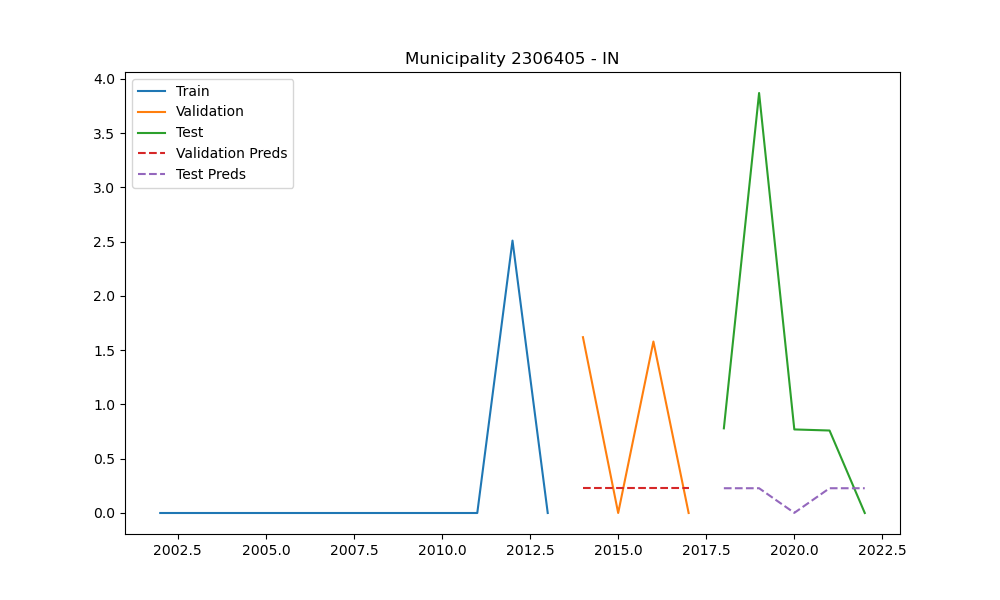 Municipality 2306405 - IN
4.0
3.5
3.0
2.5
2.0
1.5
1.0
0.5
0.0
Train
Validation
Test
Validation Preds
Test Preds
2002.5 2005.0 2007.5 2010.0 2012.5 2015.0 2017.5 2020.0 2022.5